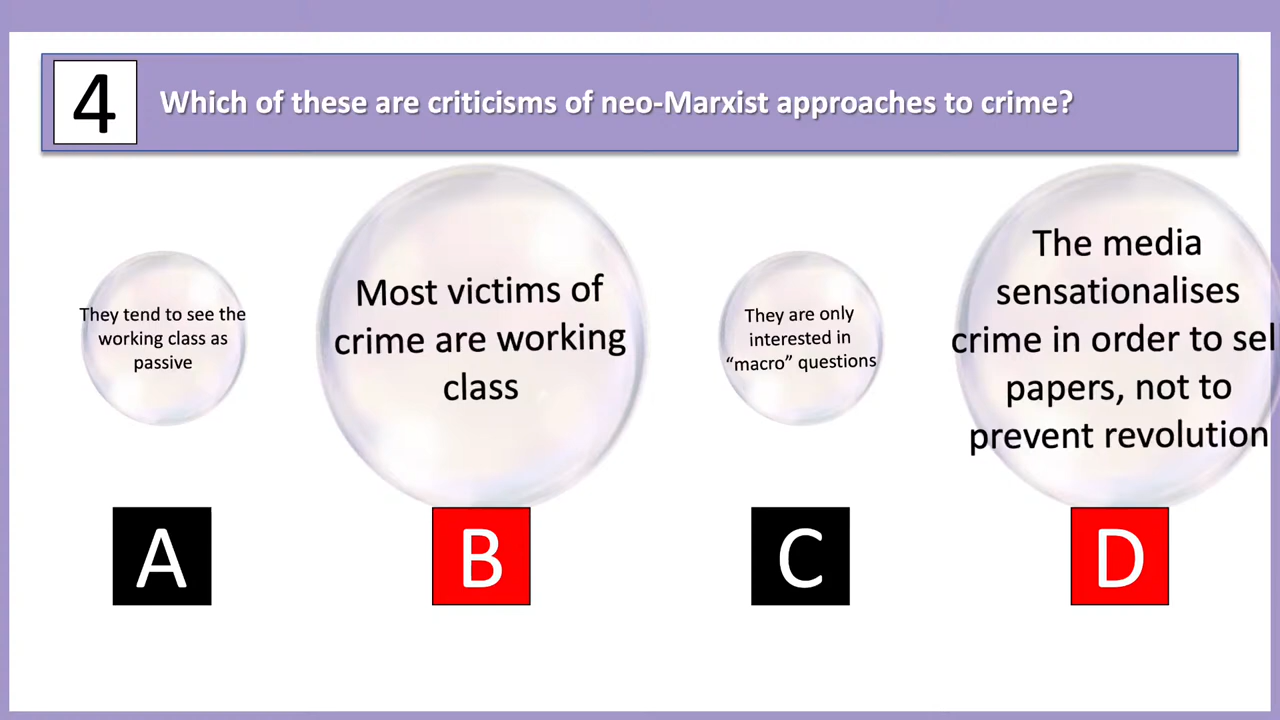 4
Which of these are criticisms of neo-Marxist approaches to crime?
They tend to see the
working class as
passive
Most victims of
crime are working
class
They are only
interested in
“macro” questions
The media
sensationalises
crime in order to sel
papers, not to
prevent revolution
A
B
C
D